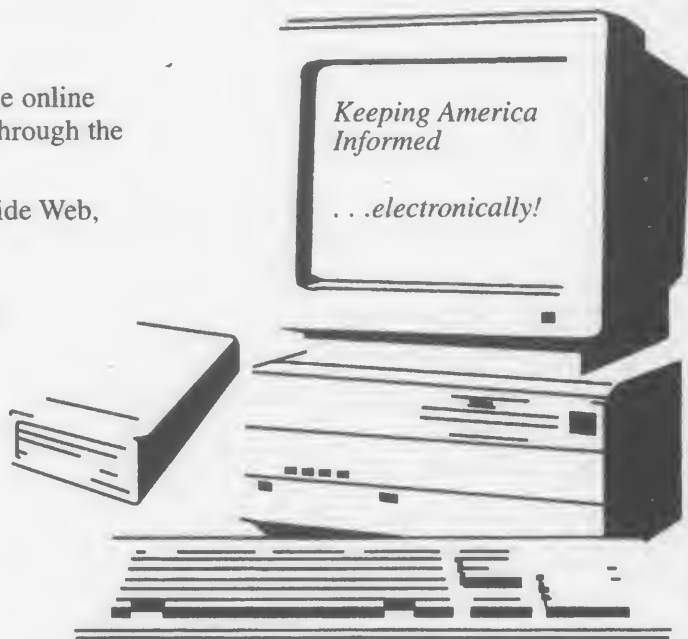 e online
hrough the
ide Web,
Keeping America
Informed
. . .electronically!